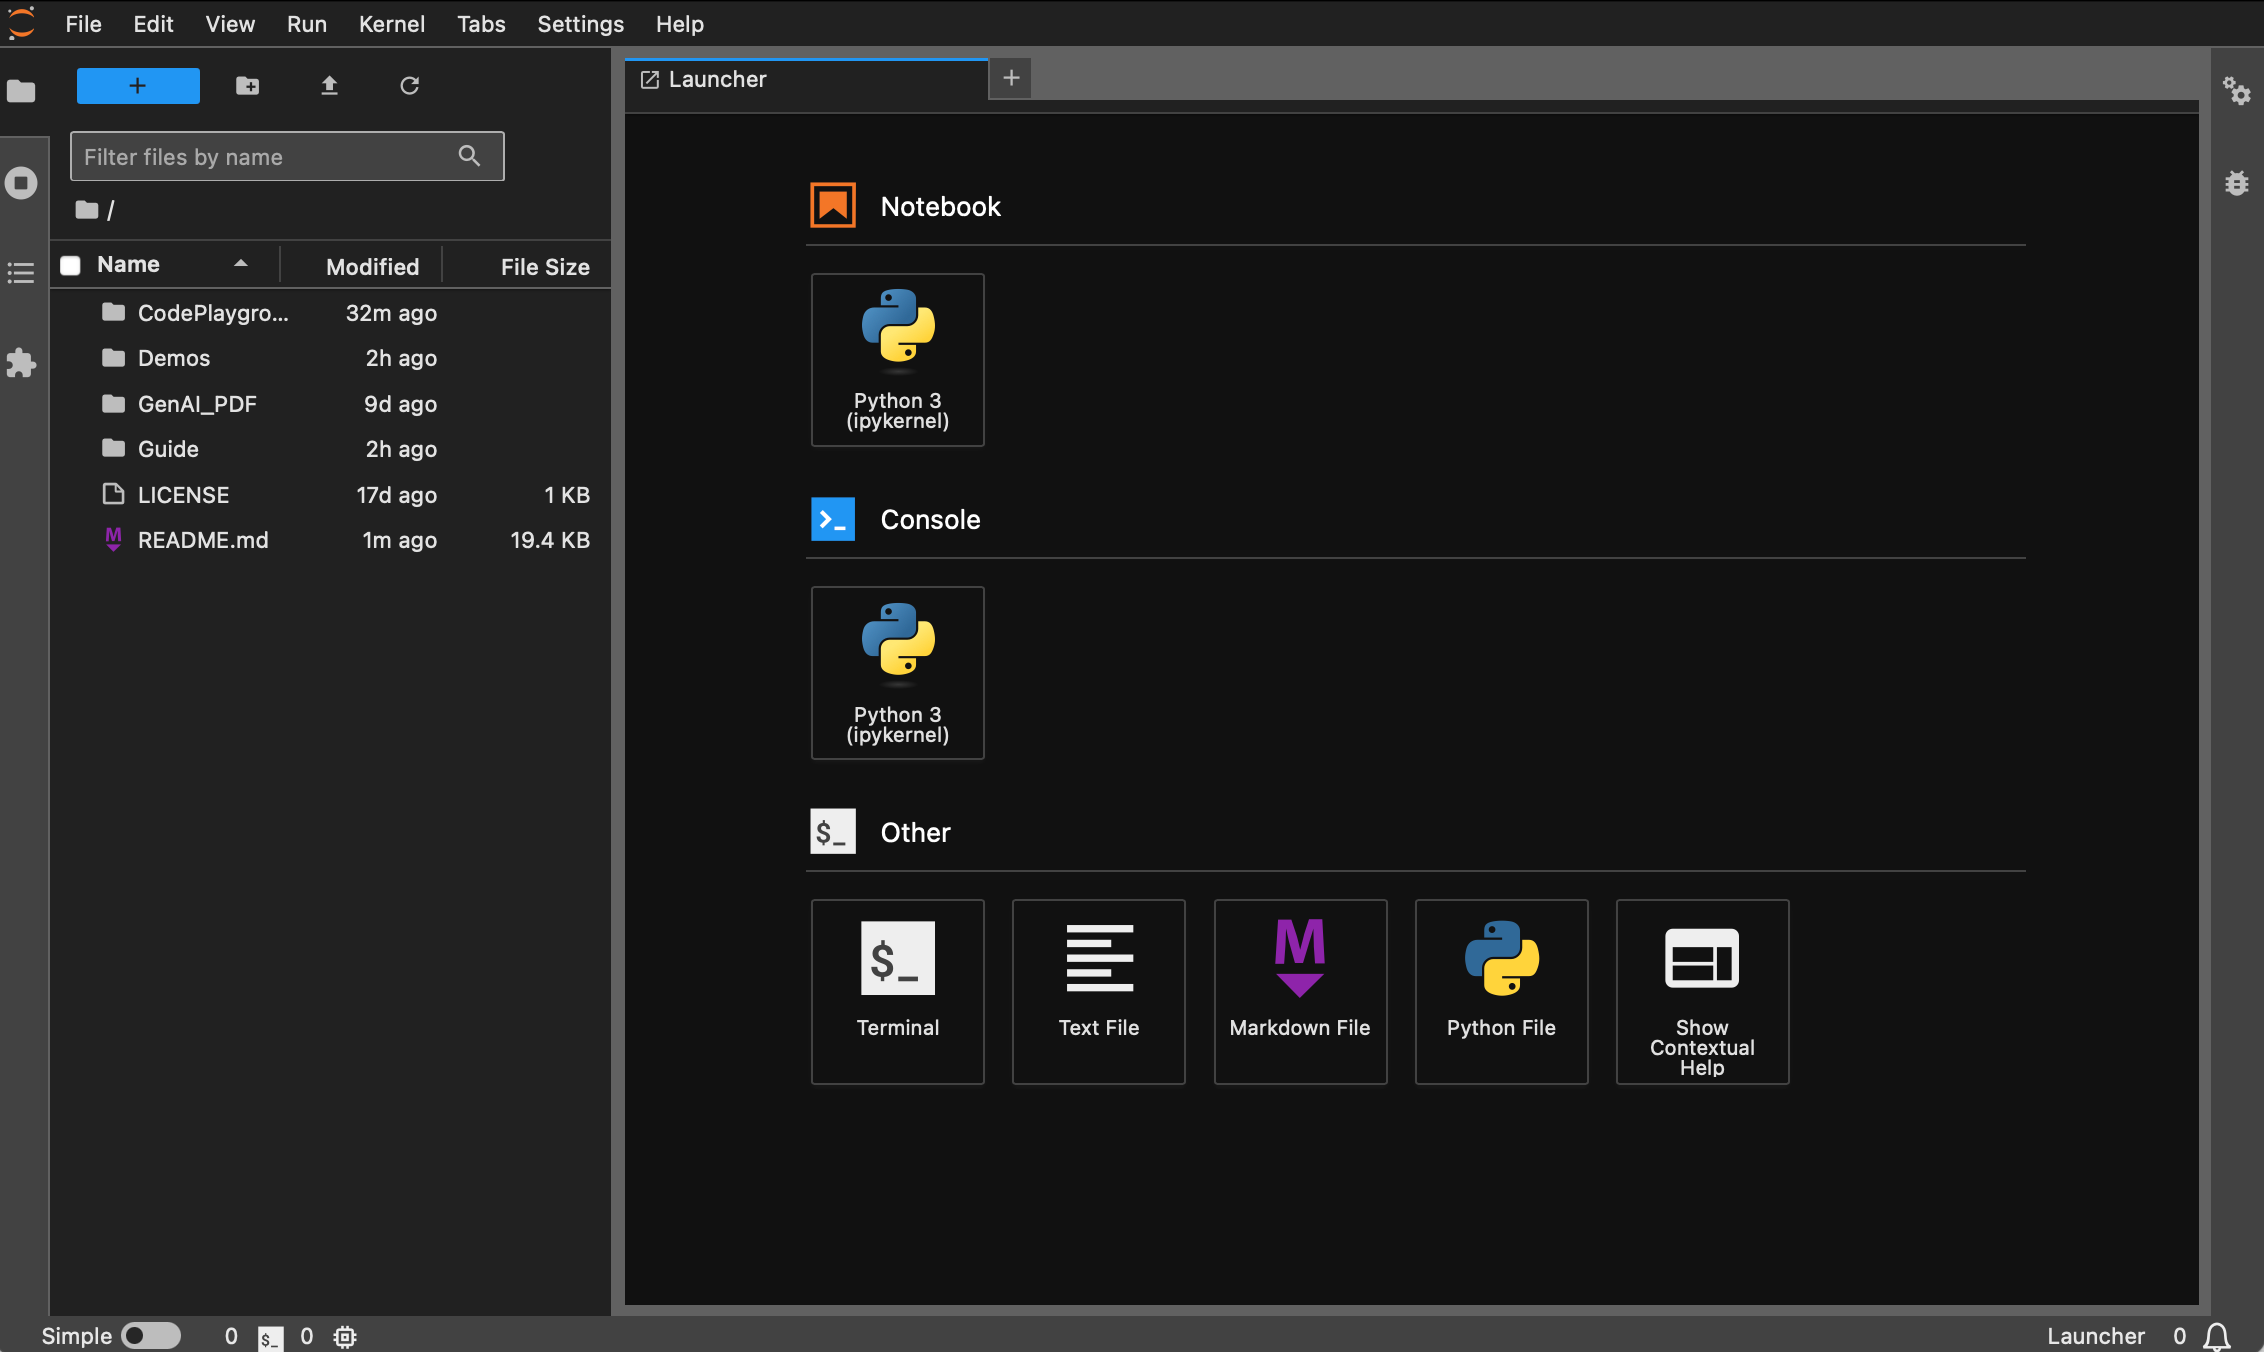 File Edit View Run Kernel Tabs Settings Help
Filter files by name
/
Name Modified File Size
CodePlaygro... 32m ago
Demos 2h ago
GenAI_PDF 9d ago
Guide 2h ago
LICENSE 17d ago 1 KB
README.md 1m ago 19.4 KB
Launcher
Notebook
Python 3
(ipykernel)
Console
Python 3
(ipykernel)
$_ Other
$_
Terminal
Text File
M
Markdown File
Python File
Show
Contextual
Help
Simple 0 $_ 0
Launcher 0